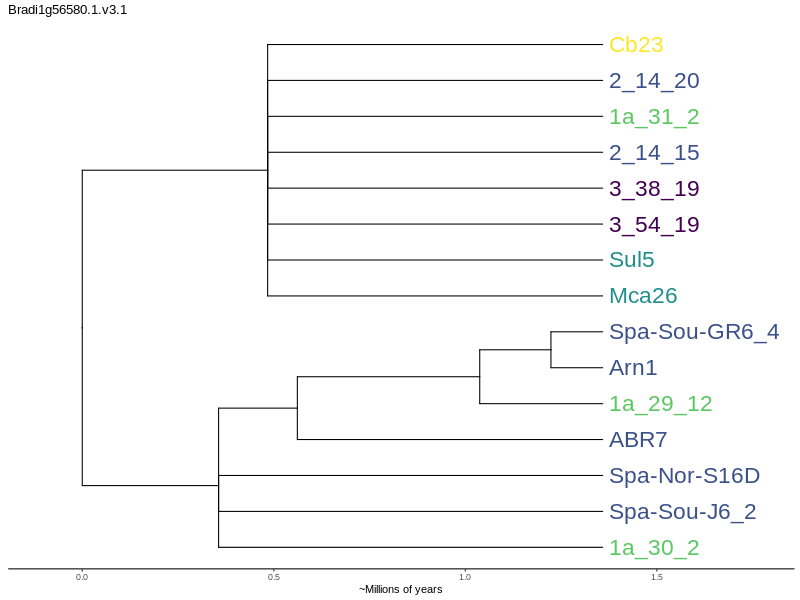 Bradi1g56580.1.v3.1
Cb23
2_14_20
1a_31_2
2_14_15
3_38_19
3_54_19
Sul5
Mca26
Spa-Sou-GR6_4
Arn1
1a_29_12
ABR7
Spa-Nor-S16D
Spa-Sou-J6_2
1a_30_2
0.0 0.5 1.0 1.5
~Millions of years